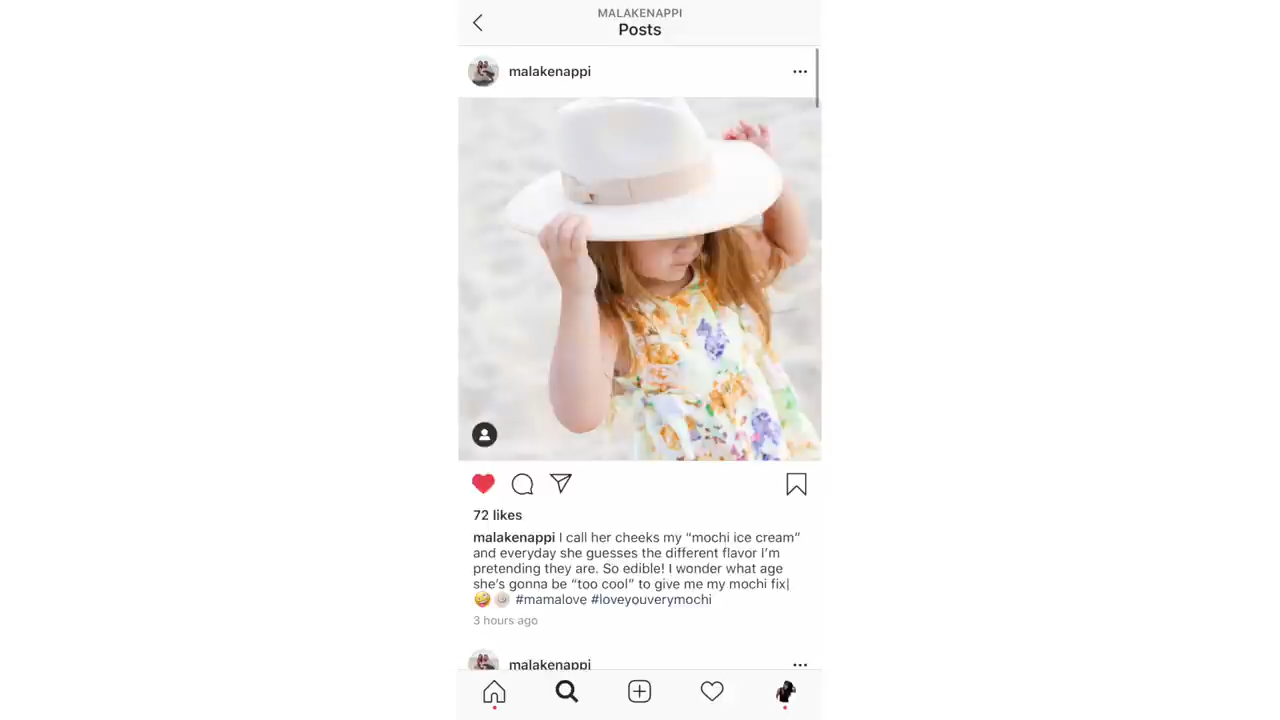 MALAKENAPPI
Posts
malakenappi
72 likes
malakenappi I call her cheeks my “mochi ice cream”
and everyday she guesses the different flavor I’m
pretending they are. So edible! I wonder what age
she’s gonna be “too cool” to give me my mochi fix|
🤪🍥 #mamalove #loveyouverymochi
3 hours ago
malakenappi